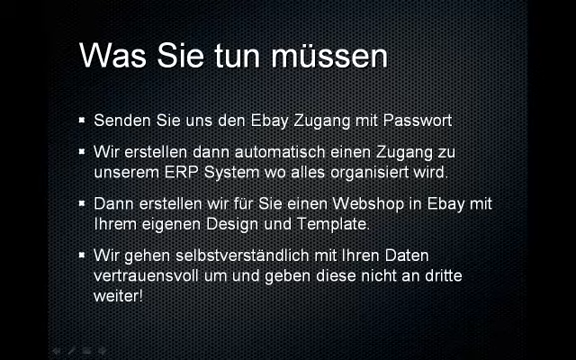 Was Sie tun müssen
Senden Sie uns den Ebay Zugang mit Passwort
Wir erstellen dann automatisch einen Zugang zu
unserem ERP System wo alles organisiert wird.
Dann erstellen wir für Sie einen Webshop in Ebay mit
Ihrem eigenen Design und Template.
Wir gehen selbstverständlich mit Ihren Daten
vertrauensvoll um und geben diese nicht an dritte
weiter!